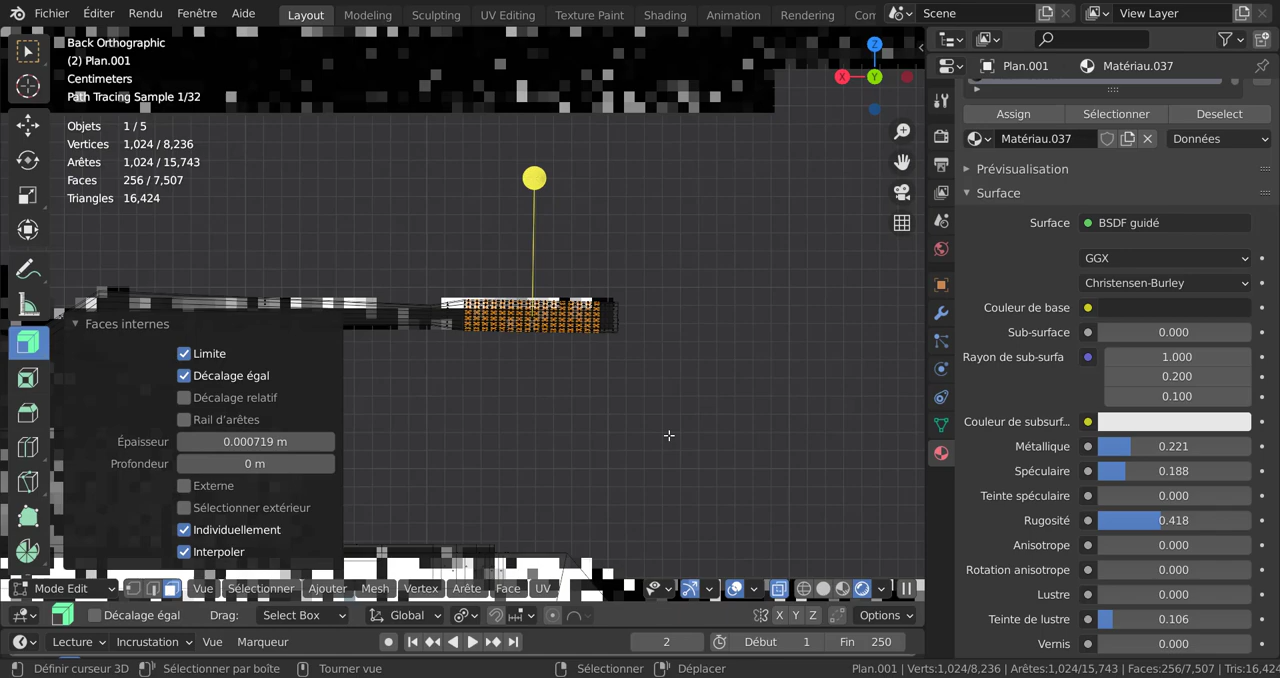 Fichier Éditer Rendu Fenêtre Aide Layout Modeling Sculpting UV Editing Texture Paint Shading Animation Rendering Com Scene View Layer
Back Orthographic
(2) Plan.001
Centimeters
Path Tracing Sample 1/32
Objets 1 / 5
Vertices 1,024 / 8,236
Arêtes 1,024 / 15,743
Faces 256 / 7,507
Triangles 16,424
Z
Y
Faces internes
Limite
Décalage égal
Décalage relatif
Rail d'arêtes
Épaisseur 0.000719 m
Profondeur 0 m
Externe
Sélectionner extérieur
Individuellement
Interpoler
Plan.001 Matériau.037
Assign Sélectionner Deselect
Matériau.037 Données
Prévisualisation
Surface
Surface BSDF guidé
GGX
Christensen-Burley
Couleur de base
Sub-surface 0.000
Rayon de sub-surfa 1.000
0.200
0.100
Couleur de subsurf...
Métallique 0.221
Spéculaire 0.188
Teinte spéculaire 0.000
Rugosité 0.418
Anisotrope 0.000
Rotation anisotrope 0.000
Lustre 0.000
Teinte de lustre 0.106
Vernis 0.000
Mode Edit Vue Sélectionner Ajouter Mesh Vertex Arête Face UV
Décalage égal Drag: Select Box Global X Y Z Options
Lecture Incrustation Vue Marqueur 2 Début 1 Fin 250
Définir curseur 3D Sélectionner par boîte Tourner vue Sélectionner Déplacer Plan.001 | Verts:1,024/8,236 | Arêtes:1,024/15,743 | Faces:256/7,507 | Tris:16,424